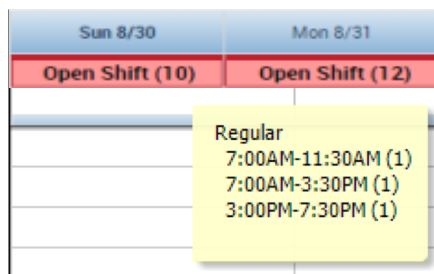 Sun 8/30 Mon 8/31
Open Shift (10) Open Shift (12)
Regular
7:00AM-11:30AM (1)
7:00AM-3:30PM (1)
3:00PM-7:30PM (1)